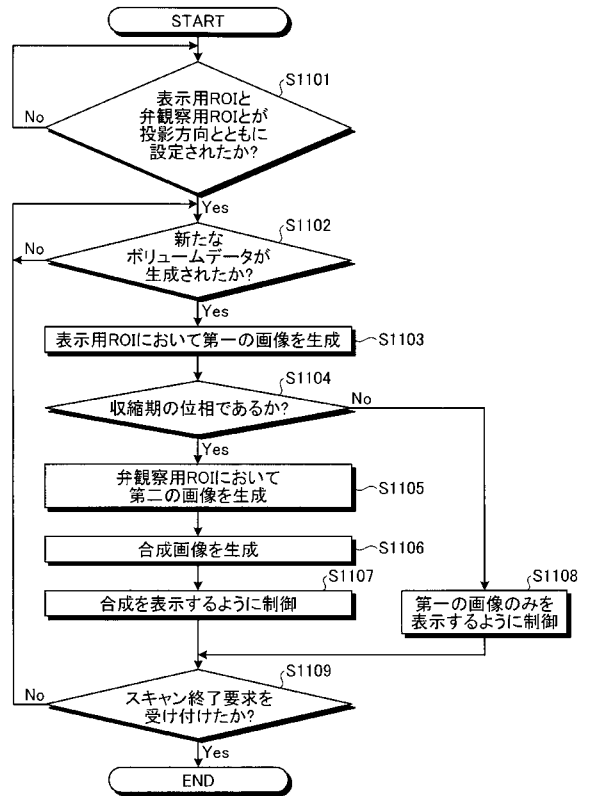 START
S1101
表示用ROIと
弁観察用ROIとが
投影方向とともに
設定されたか?
No
Yes
S1102
新たな
ボリュームデータが
生成されたか?
No
Yes
表示用ROIにおいて第一の画像を生成
S1103
S1104
収縮期の位相であるか?
No
Yes
弁観察用ROIにおいて
第二の画像を生成
S1105
合成画像を生成
S1106
S1107
合成を表示するように制御
S1108
第一の画像のみを
表示するように制御
S1109
スキャン終了要求を
受け付けたか?
No
Yes
END